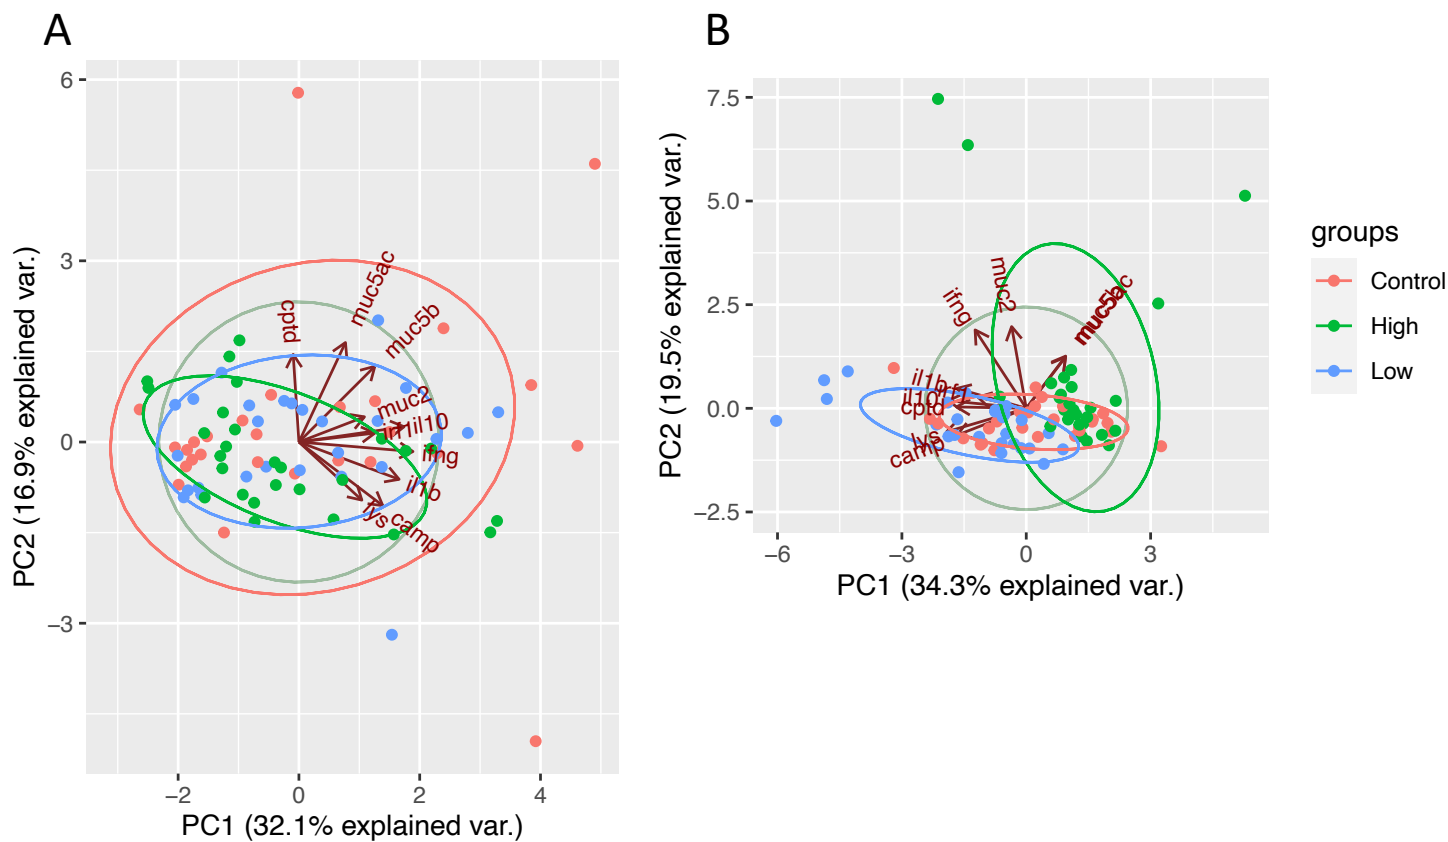 A
B
6
3
0
−3
−2
0
2
4
PC1 (32.1% explained var.)
PC2 (16.9% explained var.)
cptd
muc5ac
muc5b
muc2
il10
ifng
il1b
lys
camp
7.5
5.0
2.5
0.0
−2.5
−6
−3
0
3
PC1 (34.3% explained var.)
PC2 (19.5% explained var.)
ifng
muc2
muc5ac
il1b
il10
cptd
lys
camp
groups
Control
High
Low